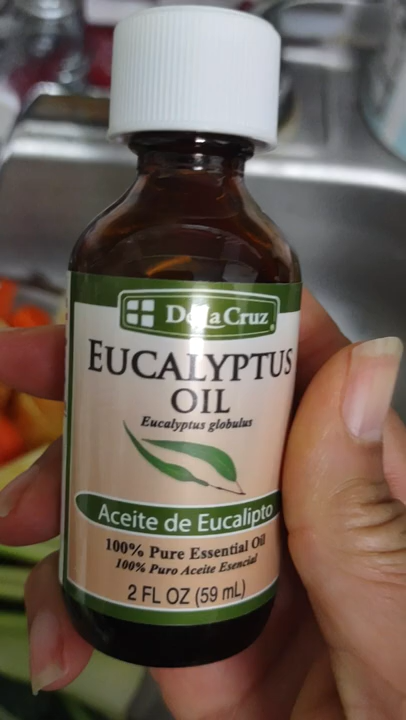 De la Cruz®
EUCALYPTUS
OIL
Eucalyptus globulus
Aceite de Eucalipto
100% Pure Essential Oil
100% Puro Aceite Esencial
2 FL OZ (59 mL)